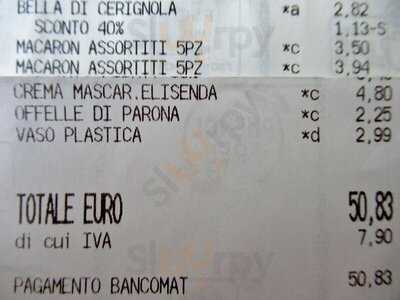 BELLA DI CERIGNOLA *a 2,82
SCONTO 40% 1,13-S
MACARON ASSORTITI 5PZ *c 3,50
MACARON ASSORTITI 5PZ *c 3,94
CREMA MASCAR.ELISENDA *c 4,80
OFFELLE DI PARONA *c 2,25
VASO PLASTICA *d 2,99
TOTALE EURO 50,83
di cui IVA 7,90
PAGAMENTO BANCOMAT 50,83